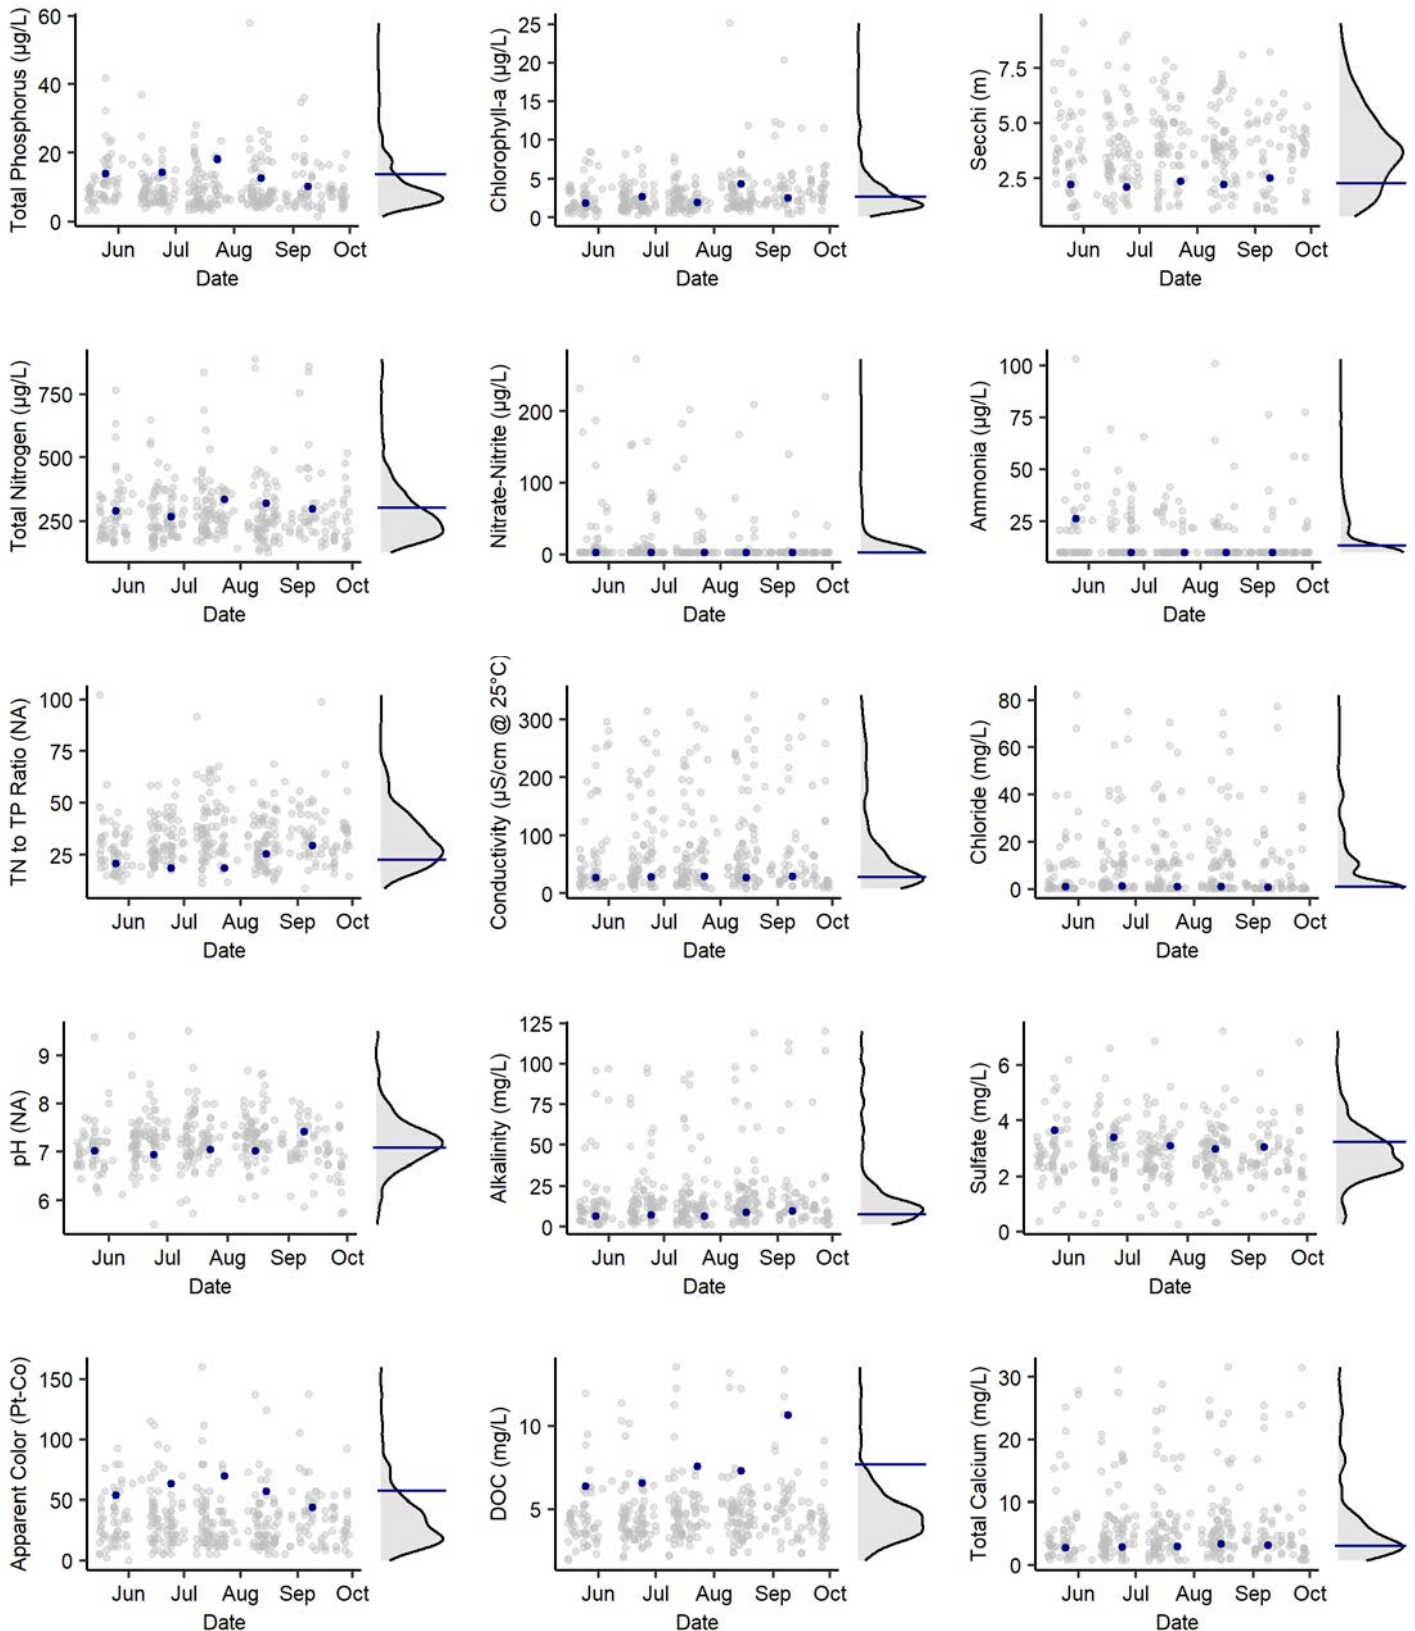 Total Phosphorus (µg/L)
60
40
20
0
Jun Jul Aug Sep Oct
Date
Chlorophyll-a (µg/L)
25
20
15
10
5
0
Jun Jul Aug Sep Oct
Date
Secchi (m)
7.5
5.0
2.5
Jun Jul Aug Sep Oct
Date
Total Nitrogen (µg/L)
750
500
250
Jun Jul Aug Sep Oct
Date
Nitrate-Nitrite (µg/L)
200
100
0
Jun Jul Aug Sep Oct
Date
Ammonia (µg/L)
100
75
50
25
Jun Jul Aug Sep Oct
Date
TN to TP Ratio (NA)
100
75
50
25
Jun Jul Aug Sep Oct
Date
Conductivity (µS/cm @ 25°C)
300
200
100
0
Jun Jul Aug Sep Oct
Date
Chloride (mg/L)
80
60
40
20
0
Jun Jul Aug Sep Oct
Date
pH (NA)
9
8
7
6
Jun Jul Aug Sep Oct
Date
Alkalinity (mg/L)
125
100
75
50
25
0
Jun Jul Aug Sep Oct
Date
Sulfate (mg/L)
6
4
2
0
Jun Jul Aug Sep Oct
Date
Apparent Color (Pt-Co)
150
100
50
0
Jun Jul Aug Sep Oct
Date
DOC (mg/L)
10
5
Jun Jul Aug Sep Oct
Date
Total Calcium (mg/L)
30
20
10
0
Jun Jul Aug Sep Oct
Date